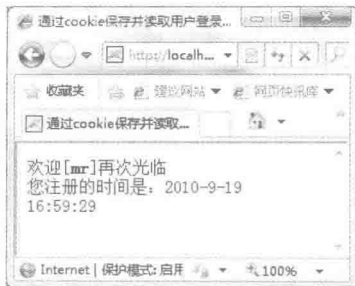 通过cookie保存并读取用户登录...
http://localh...
收藏夹 建议网站 网页快讯库
通过cookie保存并读取...
欢迎[mr]再次光临
您注册的时间是：2010-9-19
16:59:29
Internet | 保护模式: 启用 100%